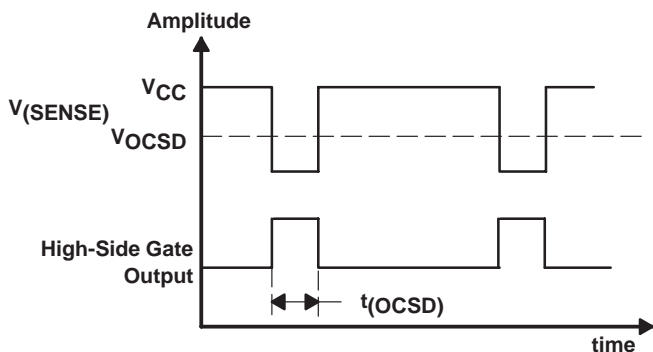 Amplitude
VCC
V(SENSE)
VOCSD
High-Side Gate
Output
t(OCSD)
time